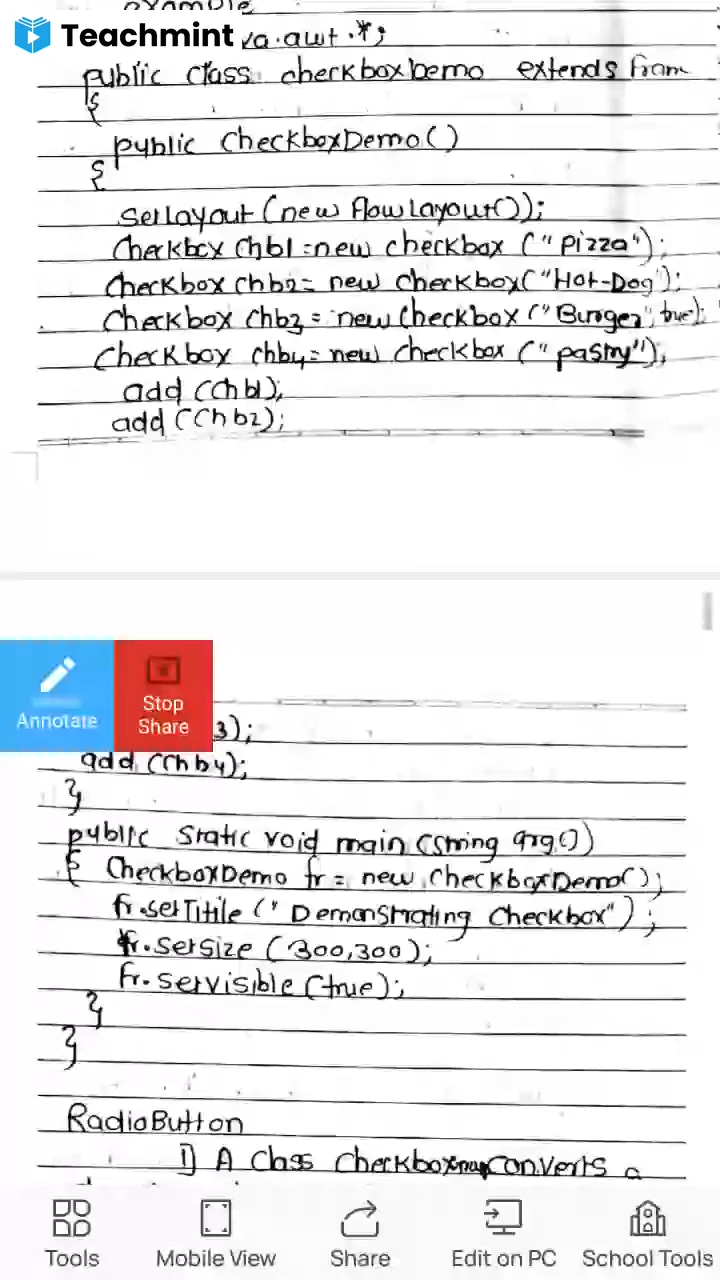 example
Teachmint
va.awt.*;
public class checkboxDemo extends Fram
{
public CheckboxDemo()
{
setLayout (new FlowLayout());
Checkbox chb1 =new checkbox ("Pizza");
Checkbox chb2= new checkbox("Hot-Dog");
Checkbox chb3 = new Checkbox ("Burger", true);
Checkbox chb4= new checkbox ("pastry");
add (chb1);
add (Chb2);
Annotate
Stop
Share
3);
add (chb4);
}
public static void main (string arg[])
{ CheckboxDemo fr = new CheckboxDemo();
fr.setTitile ("Demonstrating Checkbox");
fr.setsize (300,300);
fr.setvisible (true);
}
}
RadioButton
1] A class checkbox converts a
Tools
Mobile View
Share
Edit on PC
School Tools